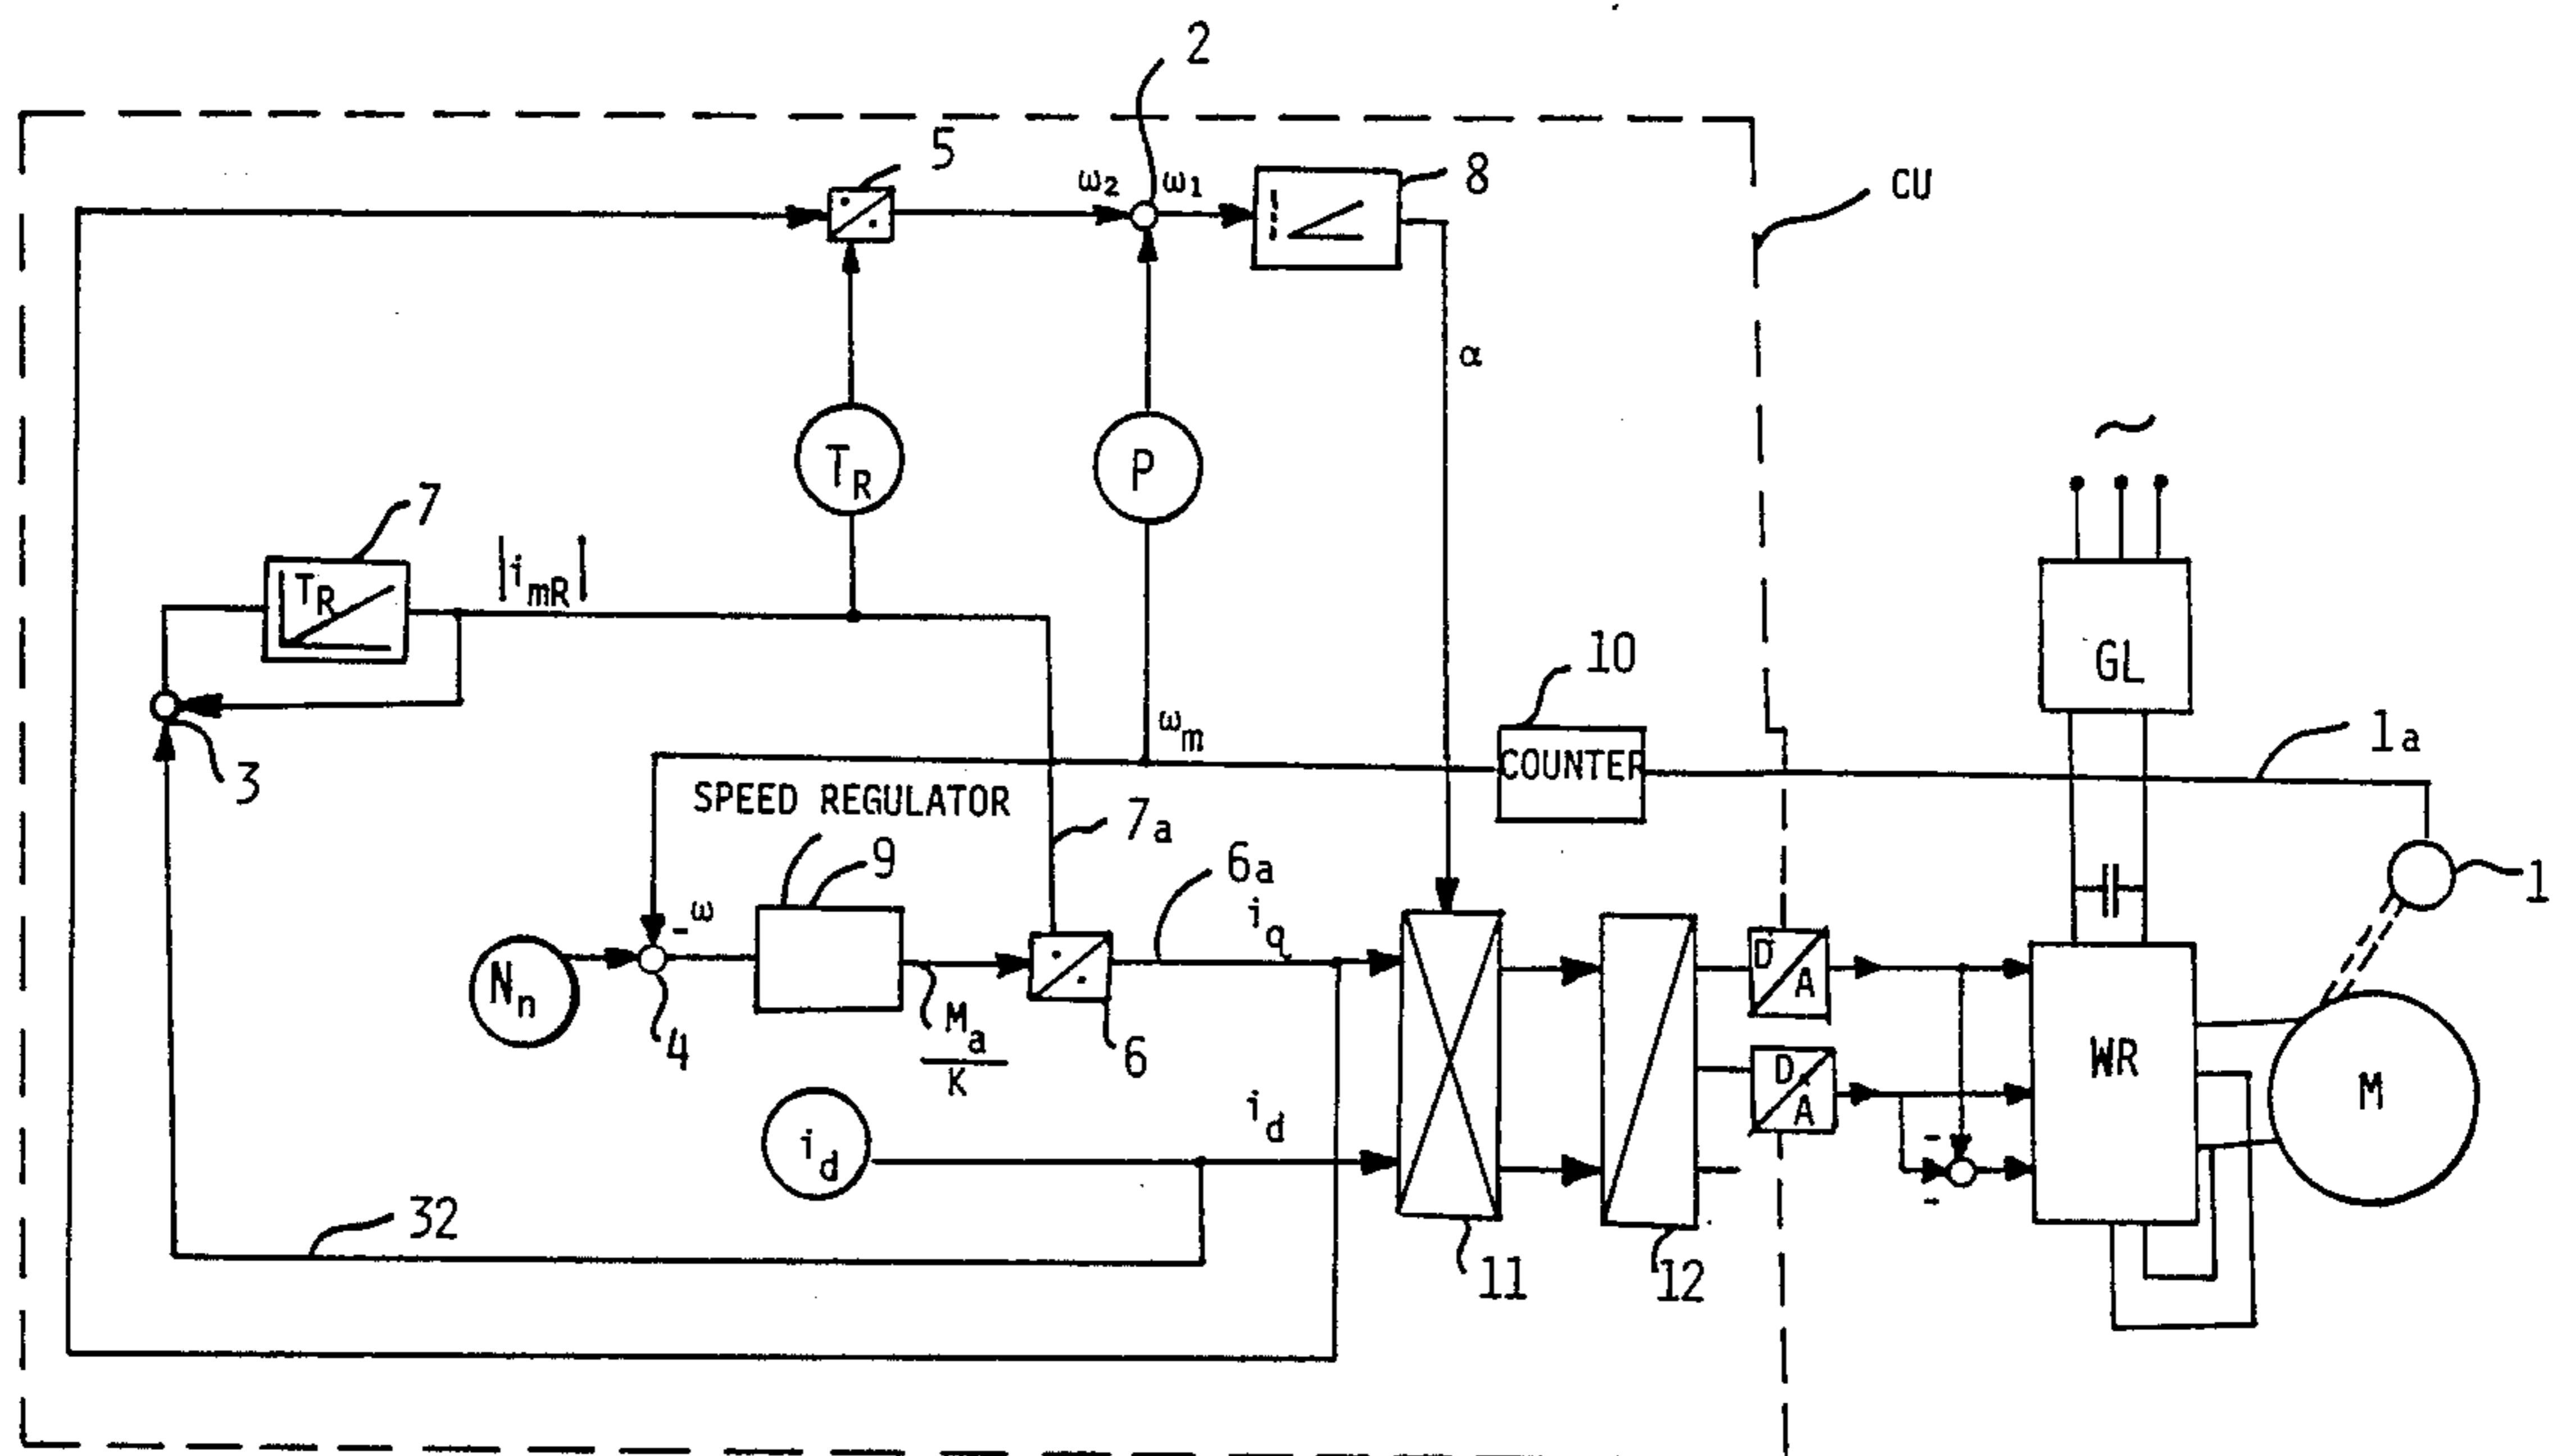 2
5
ω2 ω1
8
CU
α
~
TR
P
7
TR
|imR|
10
GL
ωm
COUNTER
1a
3
SPEED REGULATOR
7a
9
6a
1
-ω
iq
Nn
D
A
4
Ma
K
6
WR
M
D
A
id
id
-
-
32
11
12